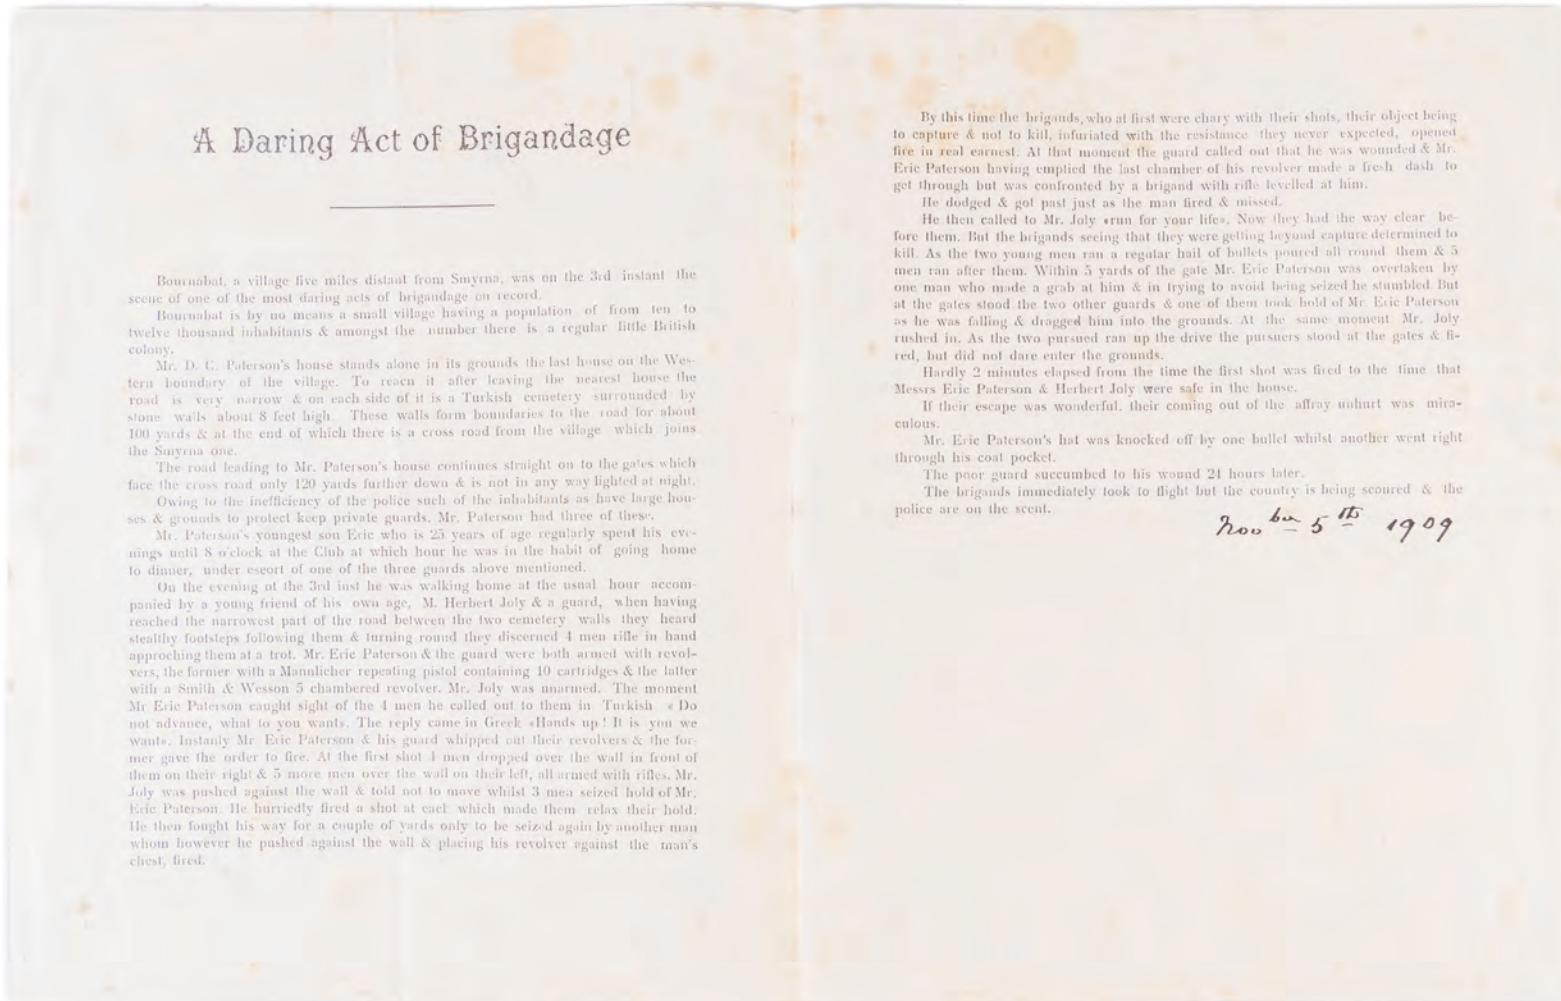 A Daring Act of Brigandage
Bournabat, a village five miles distant from Smyrna, was on the 3rd instant the
scene of one of the most daring acts of brigandage on record.
Bournabat is by no means a small village having a population of from ten to
twelve thousand inhabitants & amongst the number there is a regular little British
colony.
Mr. D. C. Paterson's house stands alone in its grounds the last house on the Wes-
tern boundary of the village. To reach it after leaving the nearest house the
road is very narrow & on each side of it is a Turkish cemetery surrounded by
stone walls about 8 feet high. These walls form boundaries to the road for about
100 yards & at the end of which there is a cross road from the village which joins
the Smyrna one.
The road leading to Mr. Paterson's house continues straight on to the gates which
face the cross road only 120 yards further down & is not in any way lighted at night.
Owing to the inefficiency of the police such of the inhabitants as have large hou-
ses & grounds to protect keep private guards. Mr. Paterson had three of these.
Mr. Paterson's youngest son Eric who is 25 years of age regularly spent his eve-
nings until 8 o'clock at the Club at which hour he was in the habit of going home
to dinner, under escort of one of the three guards above mentioned.
On the evening ot the 3rd inst he was walking home at the usual hour accom-
panied by a young friend of his own age, M. Herbert Joly & a guard, when having
reached the narrowest part of the road between the two cemetery walls they heard
stealthy footsteps following them & turning round they discerned 4 men rifle in hand
approching them at a trot. Mr. Eric Paterson & the guard were both armed with revol-
vers, the former with a Mannlicher repeating pistol containing 10 cartridges & the latter
with a Smith & Wesson 5 chambered revolver. Mr. Joly was unarmed. The moment
Mr Eric Paterson caught sight of the 4 men he called out to them in Turkish « Do
not advance, what to you want». The reply came in Greek «Hands up! It is you we
want». Instanly Mr. Eric Paterson & his guard whipped out their revolvers & the for-
mer gave the order to fire. At the first shot 4 men dropped over the wall in front of
them on their right & 5 more men over the wall on their left, all armed with rifles. Mr.
Joly was pushed against the wall & told not to move whilst 3 men seized hold of Mr.
Eric Paterson. He hurriedly fired a shot at each which made them relax their hold.
He then fought his way for a couple of yards only to be seized again by another man
whom however he pushed against the wall & placing his revolver against the man's
chest, fired.
By this time the brigands, who at first were chary with their shots, their object being
to capture & not to kill, infuriated with the resistance they never expected, opened
fire in real earnest. At that moment the guard called out that he was wounded & Mr.
Eric Paterson having emptied the last chamber of his revolver made a fresh dash to
get through but was confronted by a brigand with rifle levelled at him.
He dodged & got past just as the man fired & missed.
He then called to Mr. Joly «run for your life». Now they had the way clear be-
fore them. But the brigands seeing that they were getting beyond capture determined to
kill. As the two young men ran a regular hail of bullets poured all round them & 5
men ran after them. Within 5 yards of the gate Mr. Eric Paterson was overtaken by
one man who made a grab at him & in trying to avoid being seized he stumbled. But
at the gates stood the two other guards & one of them took hold of Mr. Eric Paterson
as he was falling & dragged him into the grounds. At the same moment Mr. Joly
rushed in. As the two pursued ran up the drive the pursuers stood at the gates & fi-
red, but did not dare enter the grounds.
Hardly 2 minutes elapsed from the time the first shot was fired to the time that
Messrs Eric Paterson & Herbert Joly were safe in the house.
If their escape was wonderful, their coming out of the affray unhurt was mira-
culous.
Mr. Eric Paterson's hat was knocked off by one bullet whilst another went right
through his coat pocket.
The poor guard succumbed to his wound 24 hours later.
The brigands immediately took to flight but the country is being scoured & the
police are on the scent.
Nov ber 5th 1909